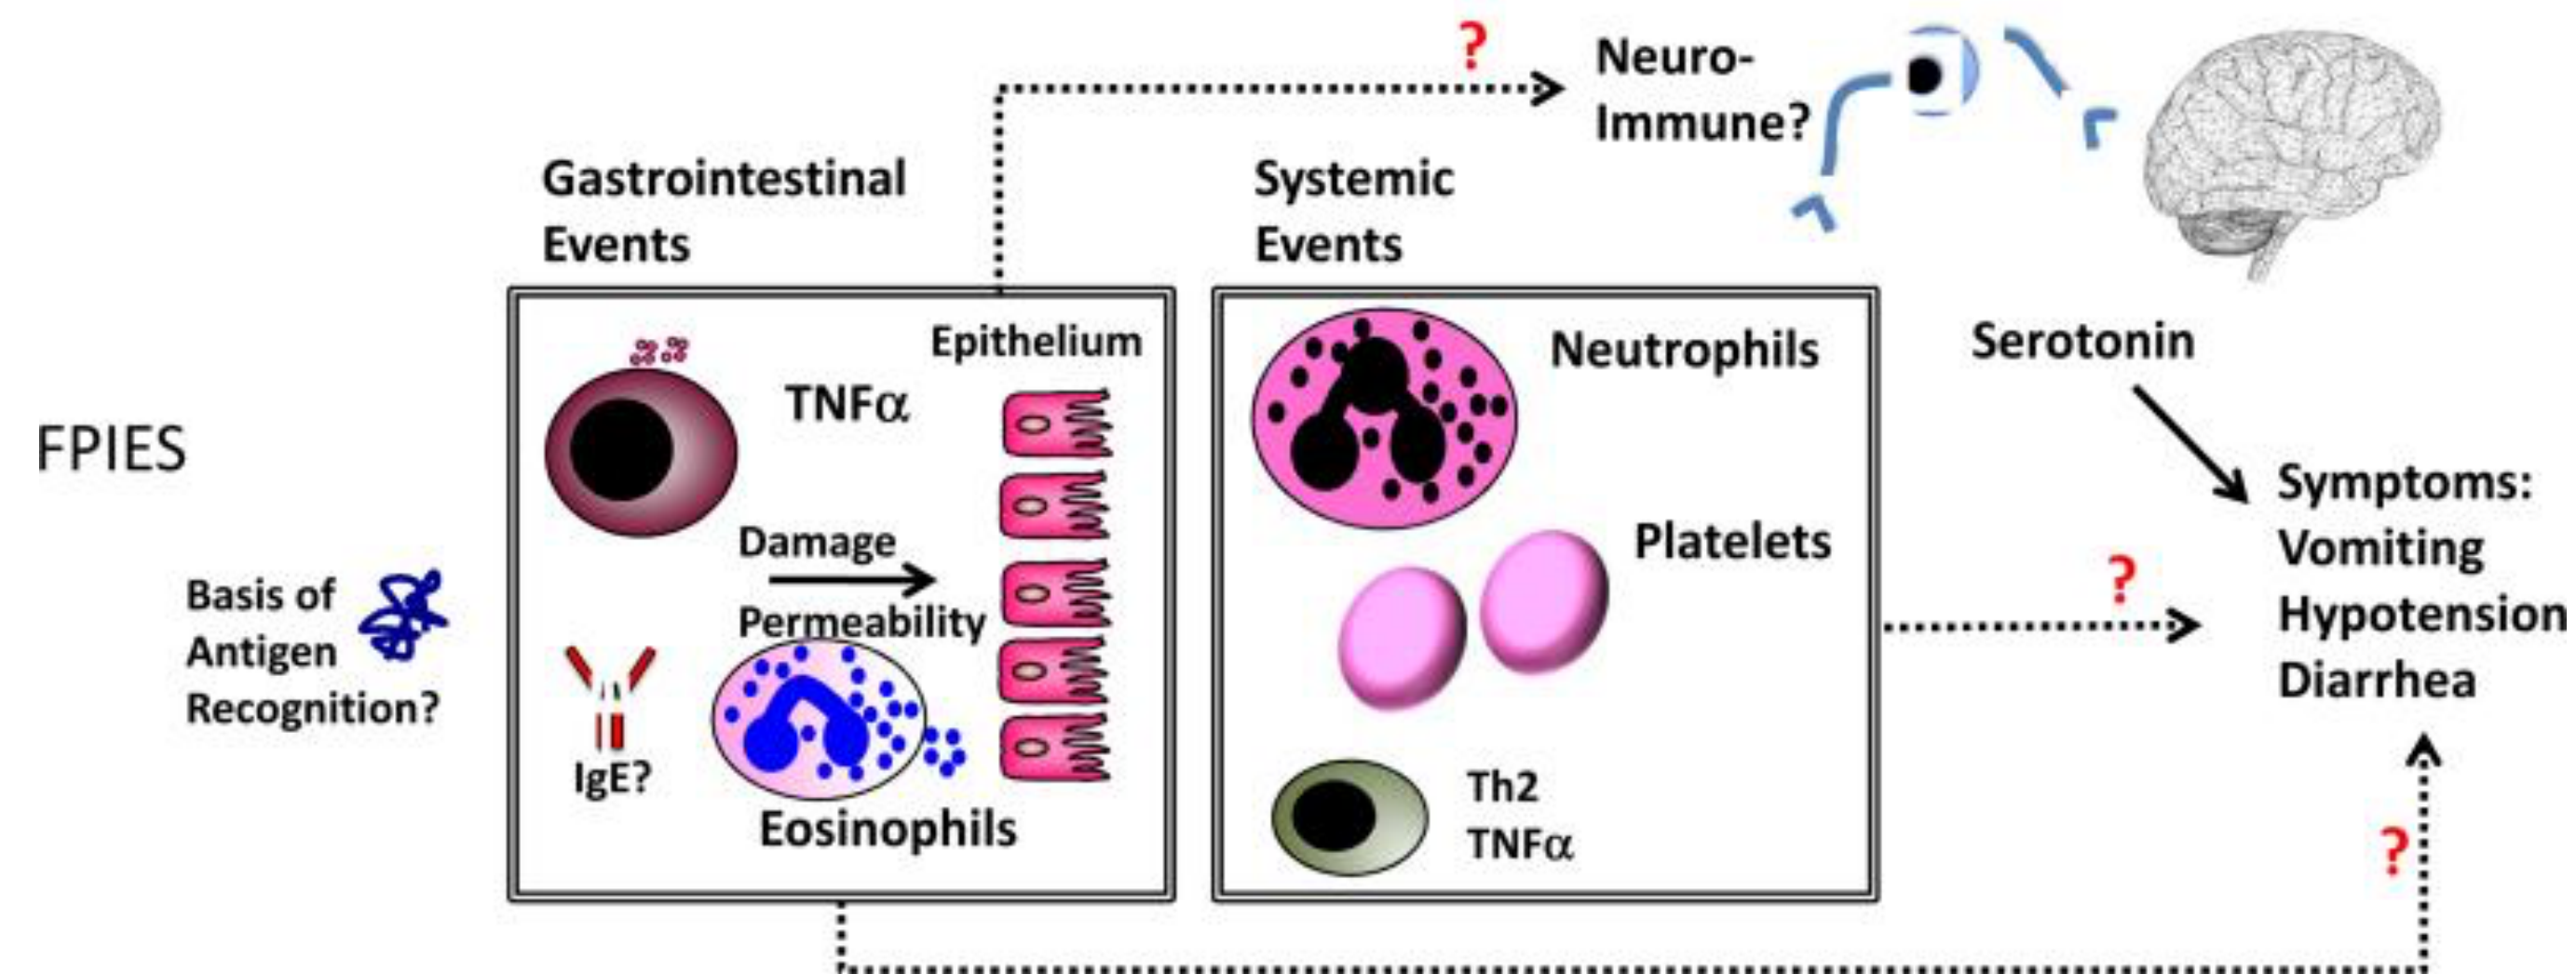 ?
Neuro-
Immune?
Gastrointestinal
Events
Systemic
Events
Epithelium
TNFα
Neutrophils
Serotonin
FPIES
Damage
Permeability
Platelets
Symptoms:
Vomiting
Hypotension
Diarrhea
?
Basis of
Antigen
Recognition?
IgE?
Eosinophils
Th2
TNFα
?